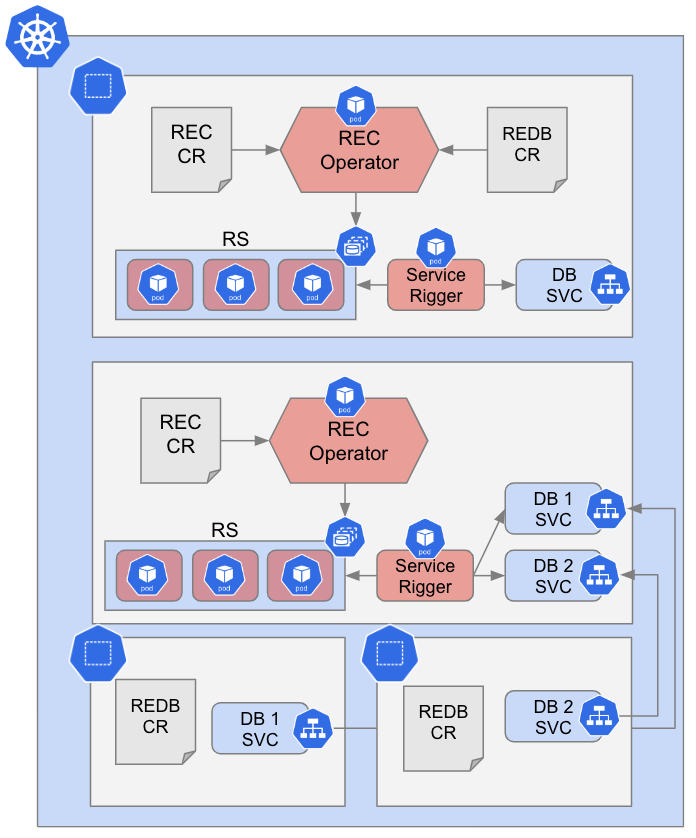 pod
REC
CR
REC
Operator
REDB
CR
RS
pod
pod
pod
pod
Service
Rigger
DB
SVC
pod
REC
CR
REC
Operator
RS
pod
pod
pod
pod
Service
Rigger
DB 1
SVC
DB 2
SVC
REDB
CR
DB 1
SVC
REDB
CR
DB 2
SVC